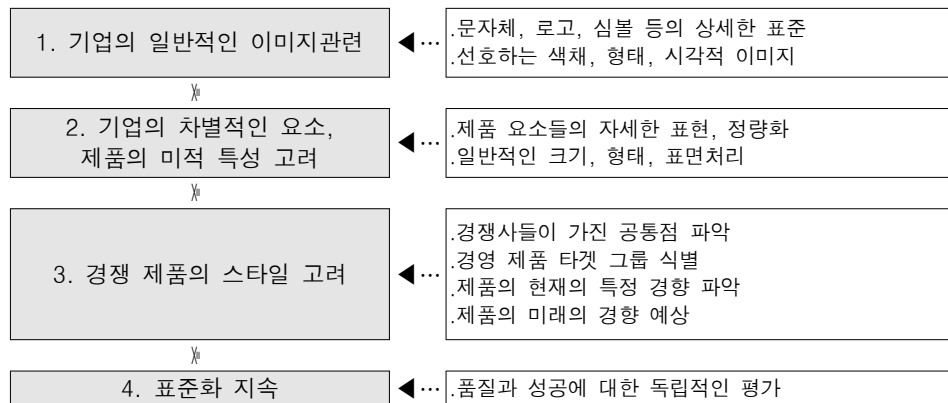 1. 기업의 일반적인 이미지관련
◀… .문자체, 로고, 심볼 등의 상세한 표준
.선호하는 색채, 형태, 시각적 이미지
2. 기업의 차별적인 요소,
제품의 미적 특성 고려
◀… .제품 요소들의 자세한 표현, 정량화
.일반적인 크기, 형태, 표면처리
3. 경쟁 제품의 스타일 고려
◀… .경쟁사들이 가진 공통점 파악
.경영 제품 타겟 그룹 식별
.제품의 현재의 특정 경향 파악
.제품의 미래의 경향 예상
4. 표준화 지속
◀… .품질과 성공에 대한 독립적인 평가